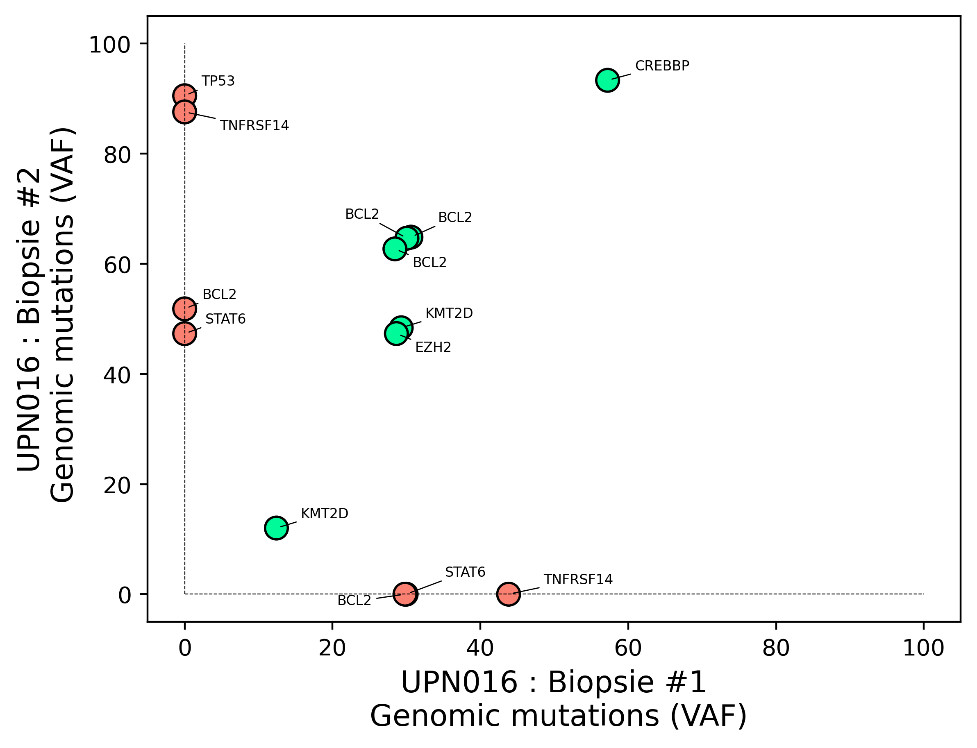 100
80
60
40
20
0
UPN016 : Biopsie #2
Genomic mutations (VAF)
CREBBP
TP53
TNFRSF14
BCL2
BCL2
BCL2
BCL2
STAT6
KMT2D
EZH2
KMT2D
STAT6
TNFRSF14
BCL2
0
20
40
60
80
100
UPN016 : Biopsie #1
Genomic mutations (VAF)